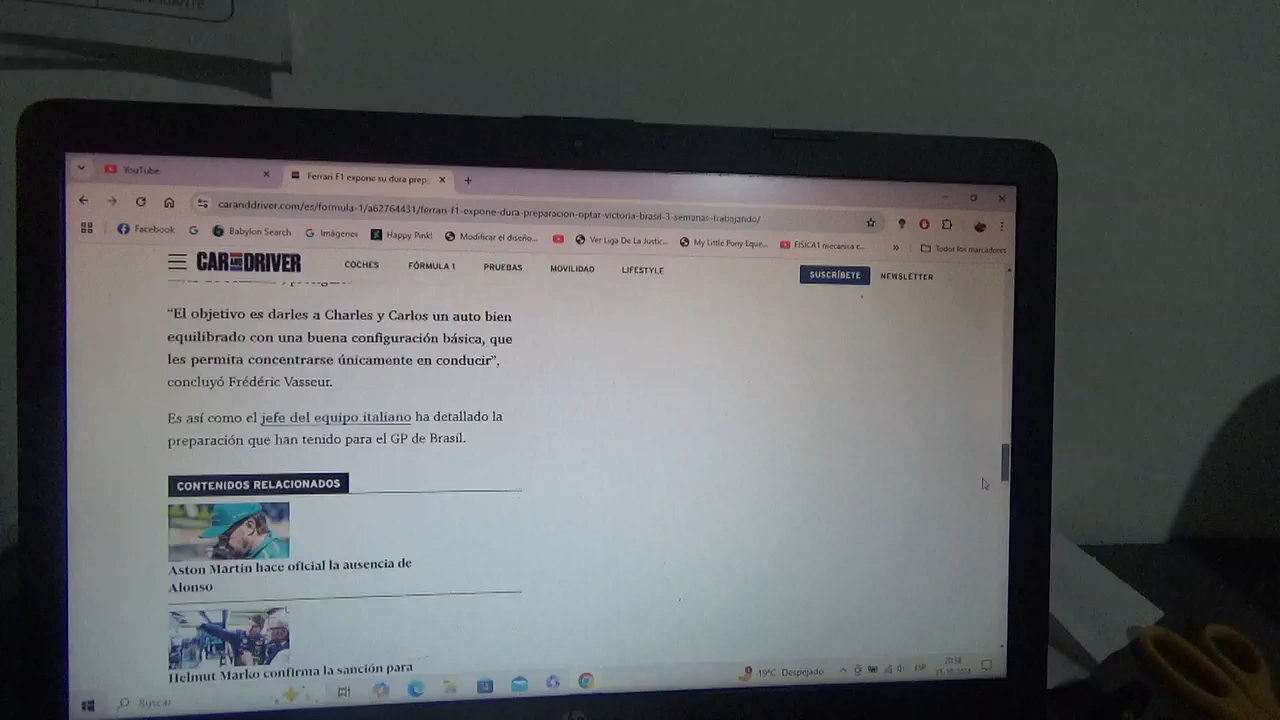 YouTube
Ferrari F1 expone su dura prep
caranddriver.com/es/formula-1/a62764431/ferrari-f1-expone-dura-preparacion-optar-victoria-brasil-3-semanas-trabajando/
Facebook Babylon Search Imágenes Happy Pink! Modificar el diseño... Ver Liga De La Justic... My Little Pony Eque... FISICA1 mecanica c... » Todos los marcadores
CAR AND DRIVER COCHES FÓRMULA 1 PRUEBAS MOVILIDAD LIFESTYLE SUSCRÍBETE NEWSLETTER
“El objetivo es darles a Charles y Carlos un auto bien
equilibrado con una buena configuración básica, que
les permita concentrarse únicamente en conducir”,
concluyó Frédéric Vasseur.
Es así como el jefe del equipo italiano ha detallado la
preparación que han tenido para el GP de Brasil.
CONTENIDOS RELACIONADOS
Aston Martin hace oficial la ausencia de
Alonso
Helmut Marko confirma la sanción para
Buscar 19°C Despejado ESP 20:38